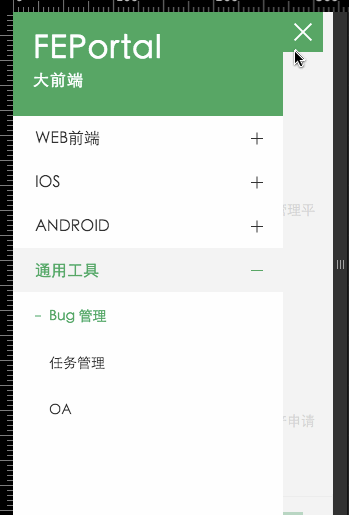 FEPortal
大前端
WEB前端
IOS
管理平
ANDROID
通用工具
- Bug 管理
任务管理
OA
申请